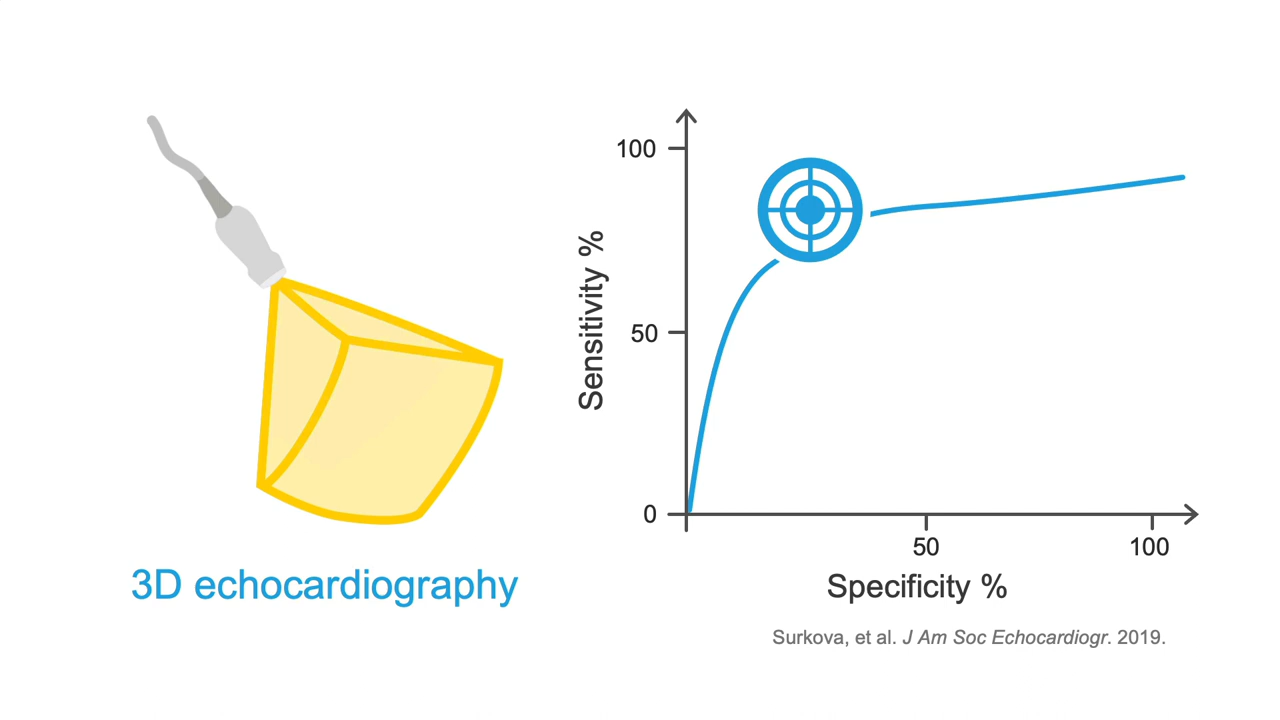 3D echocardiography
Sensitivity %
100
50
0
50
100
Specificity %
Surkova, et al. J Am Soc Echocardiogr. 2019.